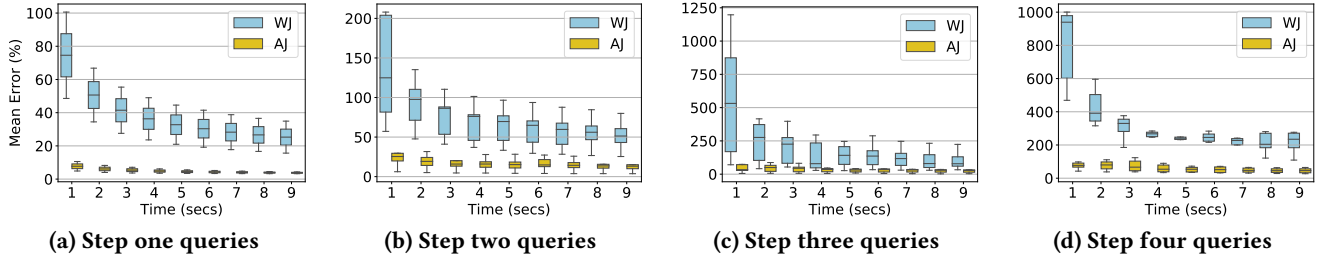 100
80
60
40
20
0
Mean Error (%)
WJ
AJ
1 2 3 4 5 6 7 8 9
Time (secs)
(a) Step one queries
200
150
100
50
0
WJ
AJ
1 2 3 4 5 6 7 8 9
Time (secs)
(b) Step two queries
1250
1000
750
500
250
0
WJ
AJ
1 2 3 4 5 6 7 8 9
Time (secs)
(c) Step three queries
1000
800
600
400
200
0
WJ
AJ
1 2 3 4 5 6 7 8 9
Time (secs)
(d) Step four queries